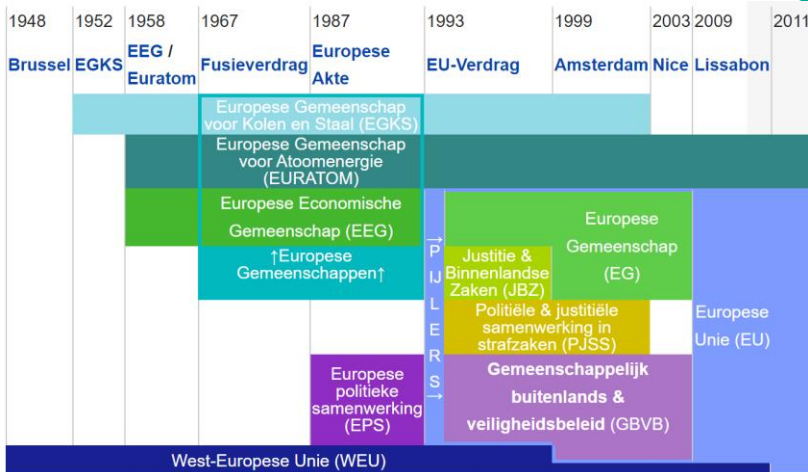 1948 1952 1958 1967 1987 1993 1999 2003 2009 2011
Brussel EGKS EEG / Euratom Fusieverdrag Europese Akte EU-Verdrag Amsterdam Nice Lissabon
Europese Gemeenschap
voor Kolen en Staal (EGKS)
Europese Gemeenschap
voor Atoomenergie
(EURATOM)
Europese Economische
Gemeenschap (EEG)
↑Europese
Gemeenschappen↑
→
P
IJ
L
E
R
S
→
Europese
Gemeenschap
(EG)
Justitie &
Binnenlandse
Zaken (JBZ)
Politiële & justitiële
samenwerking in
strafzaken (PJSS)
Europese
Unie (EU)
Europese
politieke
samenwerking
(EPS)
Gemeenschappelijk
buitenlands &
veiligheidsbeleid (GBVB)
West-Europese Unie (WEU)